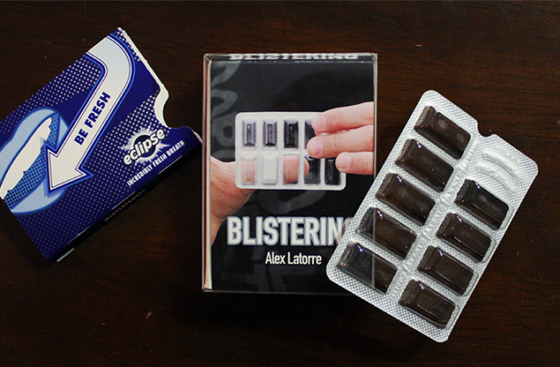 BE FRESH
eclipse
INCREDIBLY FRESH BREATH
BLISTERING
BLISTERING
Alex Latorre